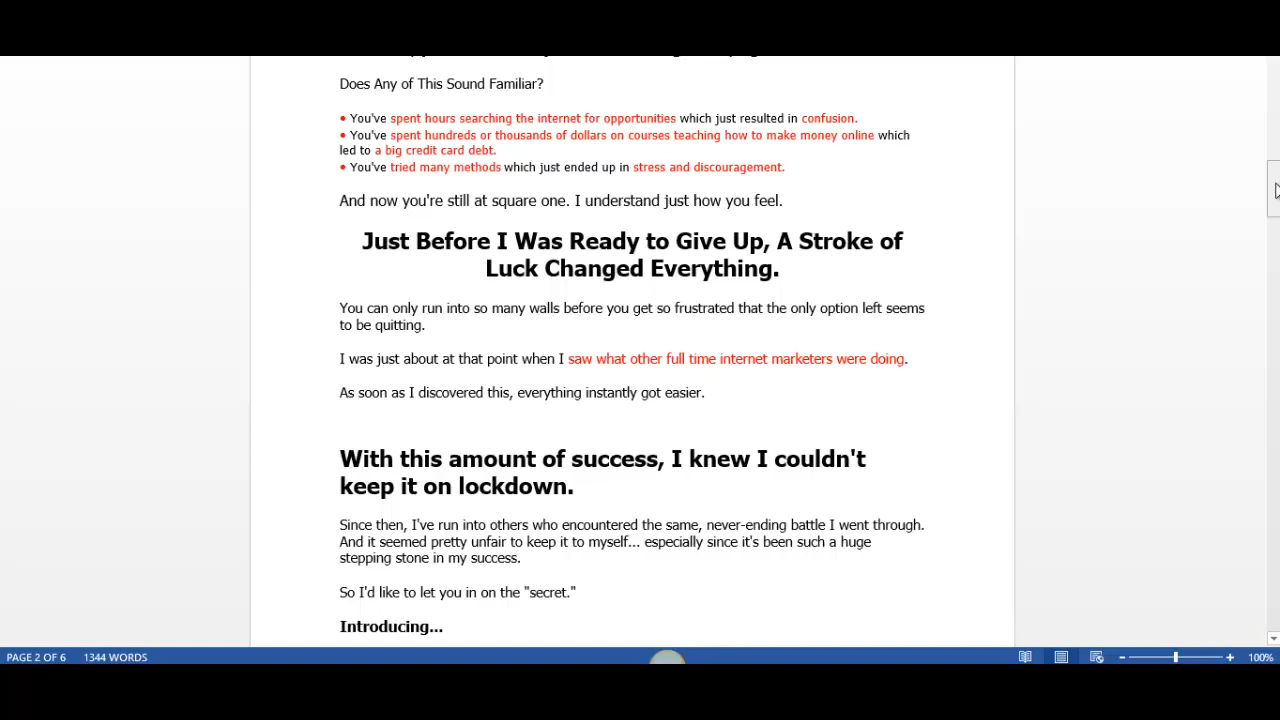 Does Any of This Sound Familiar?
• You've spent hours searching the internet for opportunities which just resulted in confusion.
• You've spent hundreds or thousands of dollars on courses teaching how to make money online which
led to a big credit card debt.
• You've tried many methods which just ended up in stress and discouragement.
And now you're still at square one. I understand just how you feel.
Just Before I Was Ready to Give Up, A Stroke of
Luck Changed Everything.
You can only run into so many walls before you get so frustrated that the only option left seems
to be quitting.
I was just about at that point when I saw what other full time internet marketers were doing.
As soon as I discovered this, everything instantly got easier.
With this amount of success, I knew I couldn't
keep it on lockdown.
Since then, I've run into others who encountered the same, never-ending battle I went through.
And it seemed pretty unfair to keep it to myself... especially since it's been such a huge
stepping stone in my success.
So I'd like to let you in on the "secret."
Introducing...
PAGE 2 OF 6 1344 WORDS 100%